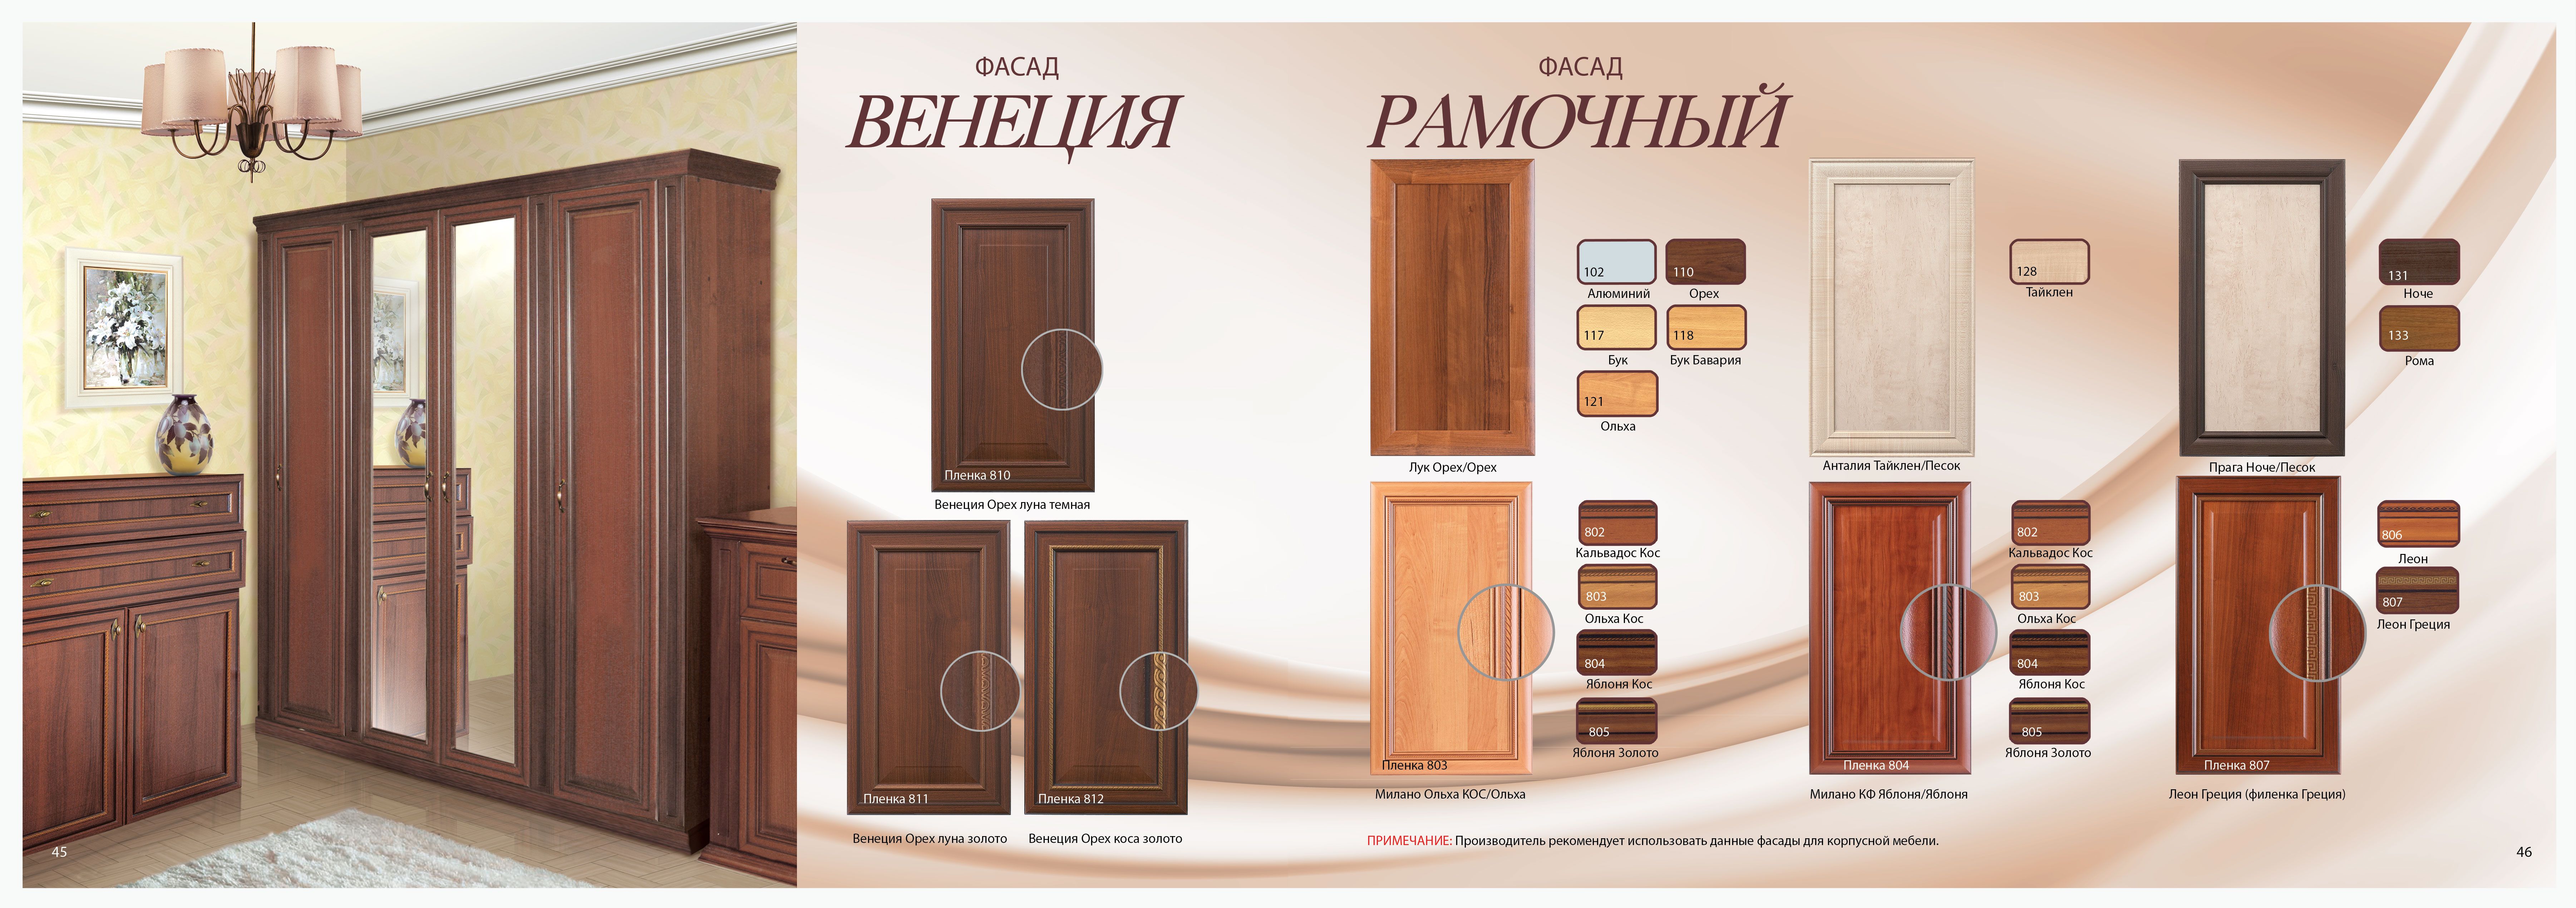 ФАСАД
ВЕНЕЦИЯ
Пленка 810
Венеция Орех луна темная
Пленка 811
Венеция Орех луна золото
Пленка 812
Венеция Орех коса золото
45
ФАСАД
РАМОЧНЫЙ
Лук Орех/Орех
102
Алюминий
110
Орех
117
Бук
118
Бук Бавария
121
Ольха
Анталия Тайклен/Песок
128
Тайклен
Прага Ноче/Песок
131
Ноче
133
Рома
Пленка 803
Милано Ольха КОС/Ольха
802
Кальвадос Кос
803
Ольха Кос
804
Яблоня Кос
805
Яблоня Золото
Пленка 804
Милано КФ Яблоня/Яблоня
802
Кальвадос Кос
803
Ольха Кос
804
Яблоня Кос
805
Яблоня Золото
Пленка 807
Леон Греция (филенка Греция)
806
Леон
807
Леон Греция
ПРИМЕЧАНИЕ: Производитель рекомендует использовать данные фасады для корпусной мебели.
46